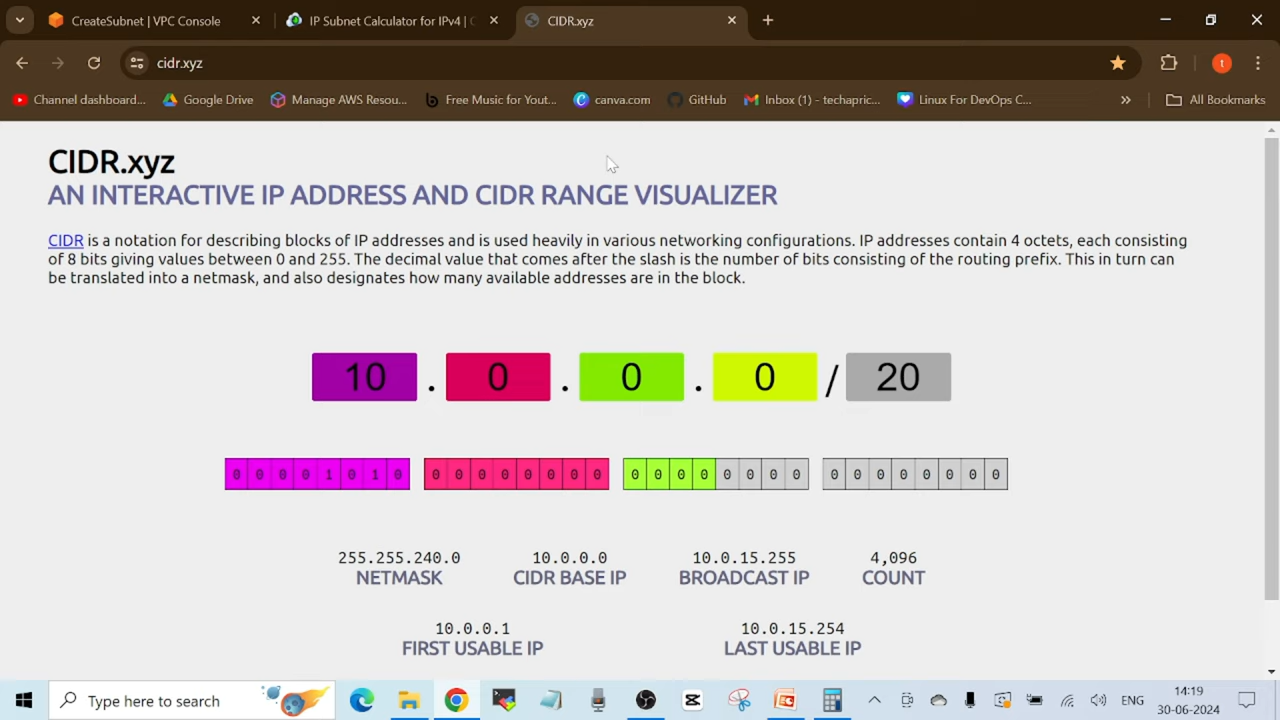 CreateSubnet | VPC Console
IP Subnet Calculator for IPv4 |
CIDR.xyz
cidr.xyz
t
Channel dashboard...
Google Drive
Manage AWS Resou...
Free Music for Yout...
canva.com
GitHub
Inbox (1) - techapric...
Linux For DevOps C...
All Bookmarks
CIDR.xyz
AN INTERACTIVE IP ADDRESS AND CIDR RANGE VISUALIZER
CIDR is a notation for describing blocks of IP addresses and is used heavily in various networking configurations. IP addresses contain 4 octets, each consisting
of 8 bits giving values between 0 and 255. The decimal value that comes after the slash is the number of bits consisting of the routing prefix. This in turn can
be translated into a netmask, and also designates how many available addresses are in the block.
10 . 0 . 0 . 0 / 20
0 0 0 0 1 0 1 0 0 0 0 0 0 0 0 0 0 0 0 0 0 0 0 0 0 0 0 0 0 0 0 0
255.255.240.0 10.0.0.0 10.0.15.255 4,096
NETMASK CIDR BASE IP BROADCAST IP COUNT
10.0.0.1 10.0.15.254
FIRST USABLE IP LAST USABLE IP
Type here to search
ENG
14:19
30-06-2024